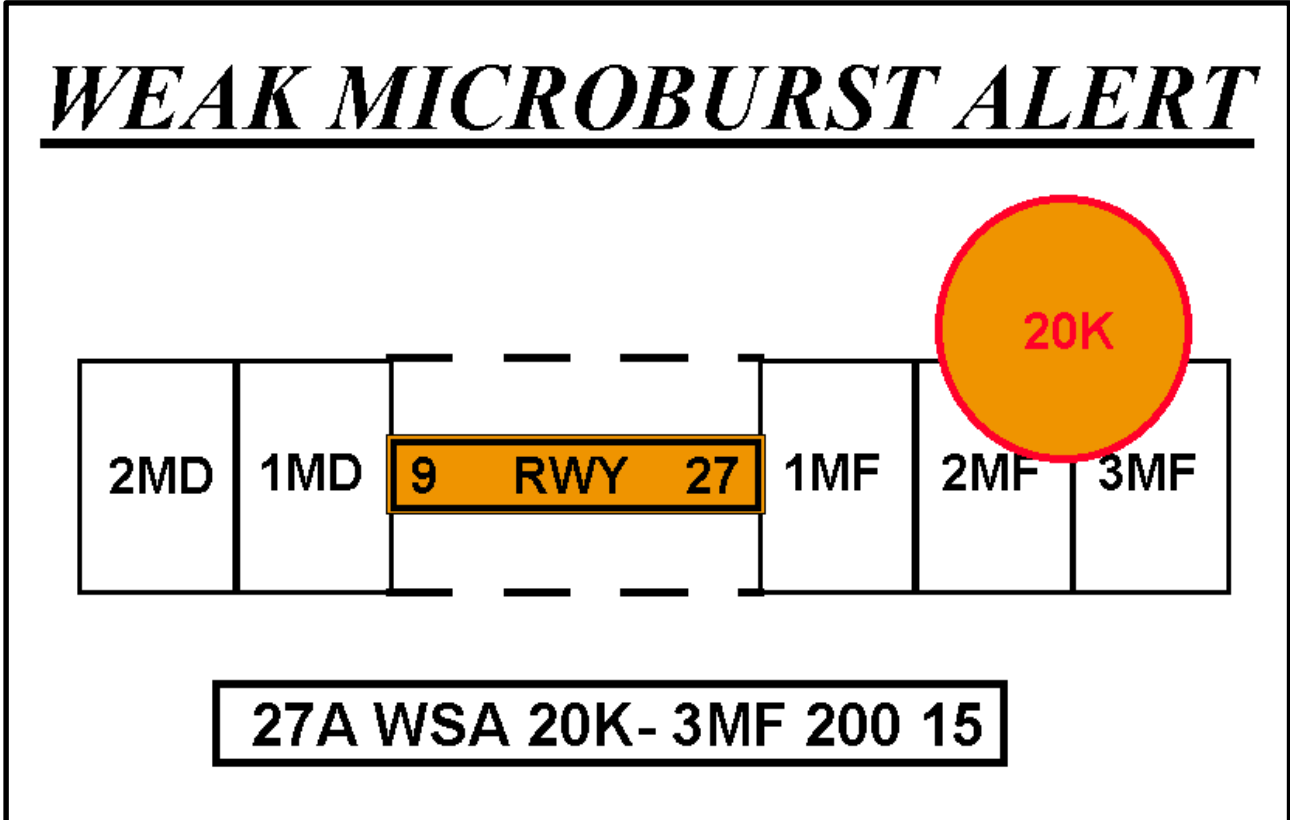 WEAK MICROBURST ALERT
20K
2MD 1MD 9 RWY 27 1MF 2MF 3MF
27A WSA 20K- 3MF 200 15